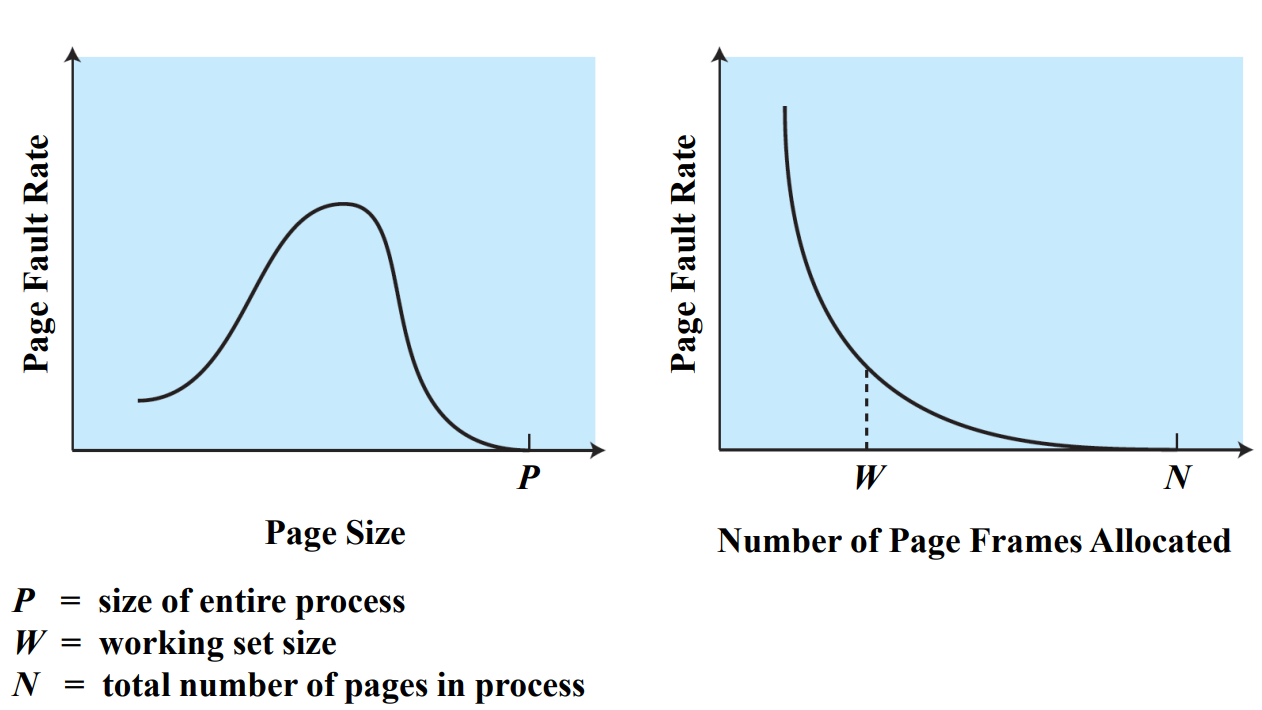 Page Fault Rate
P
Page Size
Page Fault Rate
W
N
Number of Page Frames Allocated
P = size of entire process
W = working set size
N = total number of pages in process